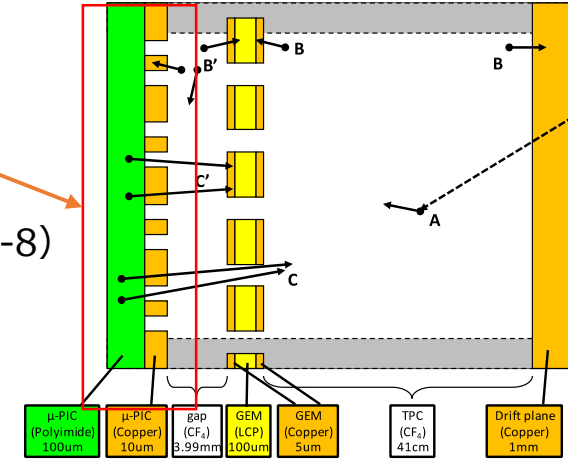 B
B
B′
C′
A
-8）
C
μ-PIC
(Polyimide)
100um
μ-PIC
(Copper)
10um
gap
(CF₄)
3.99mm
GEM
(LCP)
100um
GEM
(Copper)
5um
TPC
(CF₄)
41cm
Drift plane
(Copper)
1mm